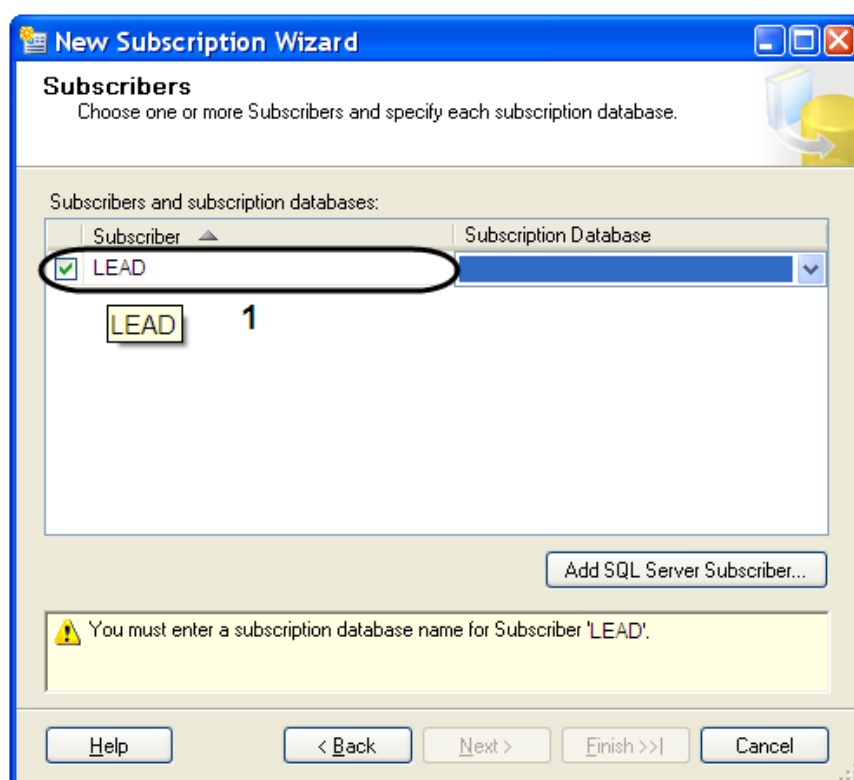 New Subscription Wizard
Subscribers
Choose one or more Subscribers and specify each subscription database.
Subscribers and subscription databases:
Subscriber Subscription Database
LEAD
LEAD 1
Add SQL Server Subscriber...
You must enter a subscription database name for Subscriber 'LEAD'.
Help < Back Next > Finish >>| Cancel